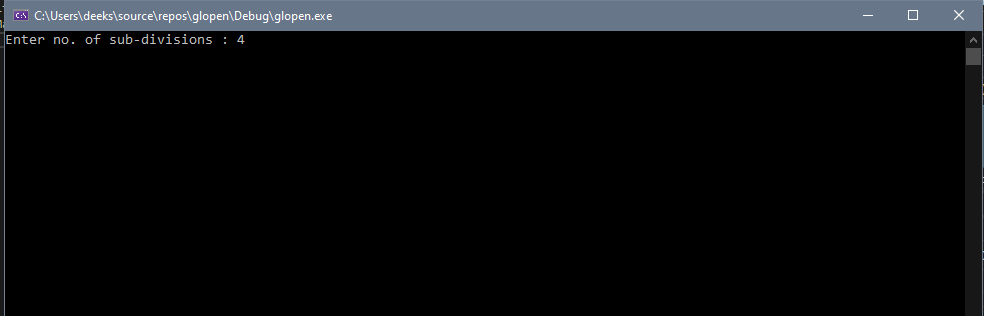 C:\Users\deeks\source\repos\glopen\Debug\glopen.exe
Enter no. of sub-divisions : 4